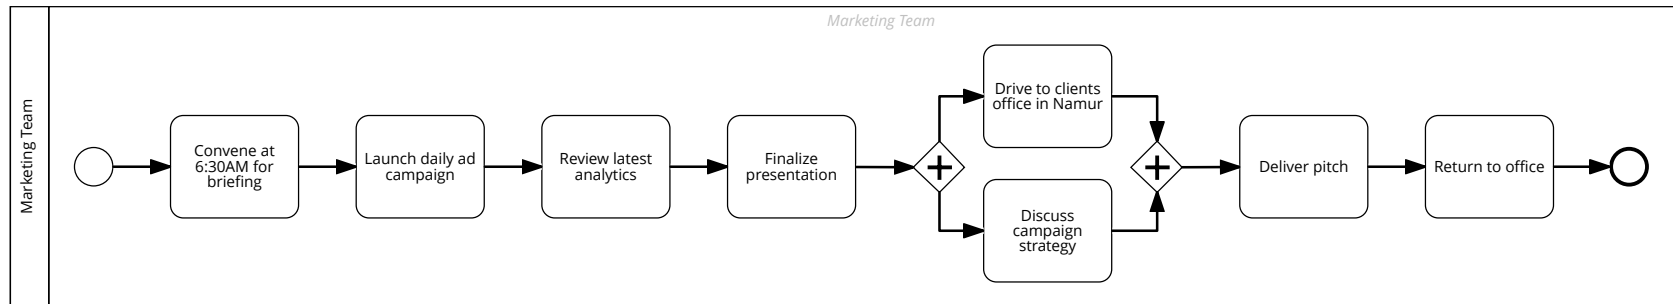 Marketing Team
Marketing Team
Convene at
6:30AM for
briefing
Launch daily ad
campaign
Review latest
analytics
Finalize
presentation
Drive to clients
office in Namur
Discuss
campaign
strategy
Deliver pitch
Return to office